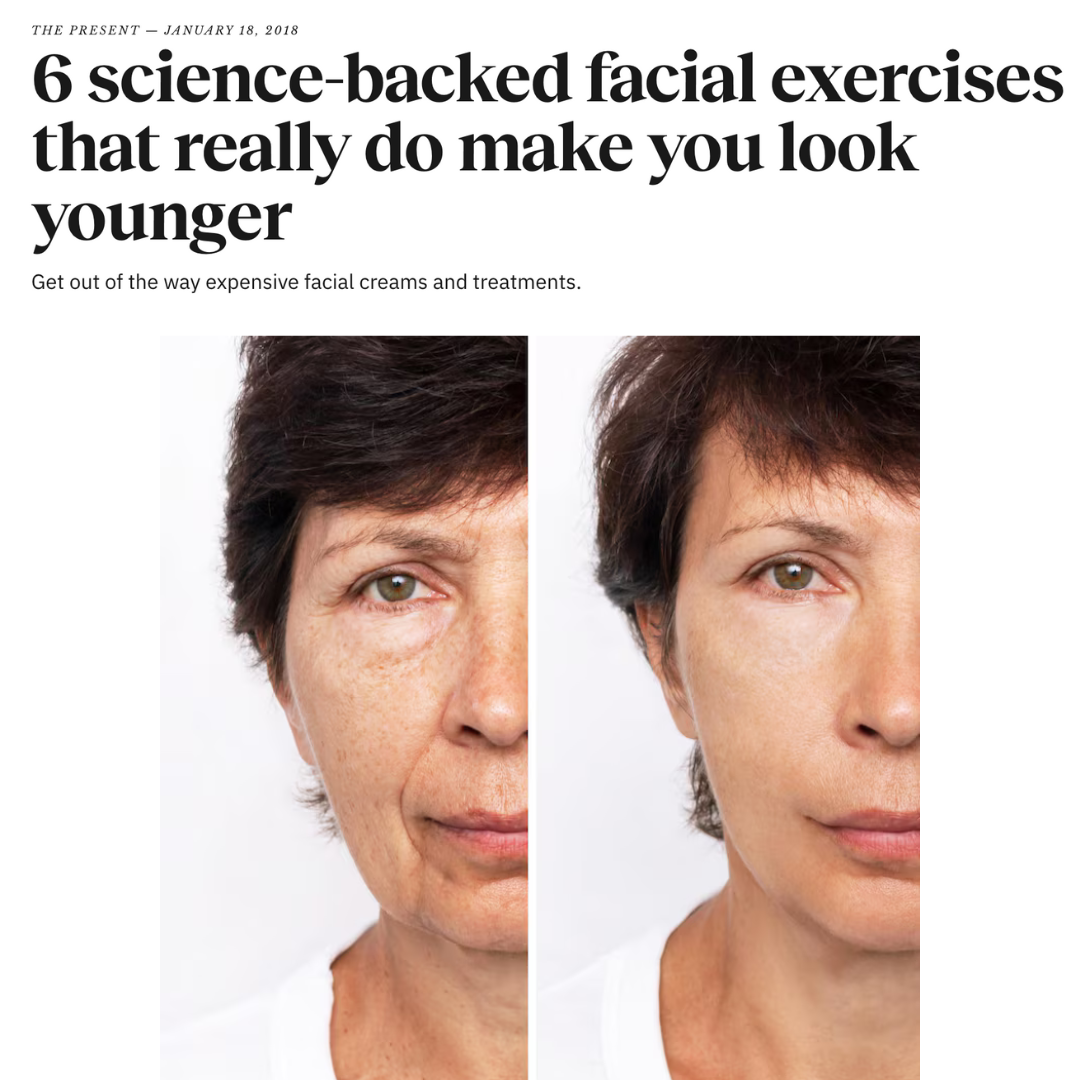 THE PRESENT — JANUARY 18, 2018
6 science-backed facial exercises
that really do make you look
younger
Get out of the way expensive facial creams and treatments.